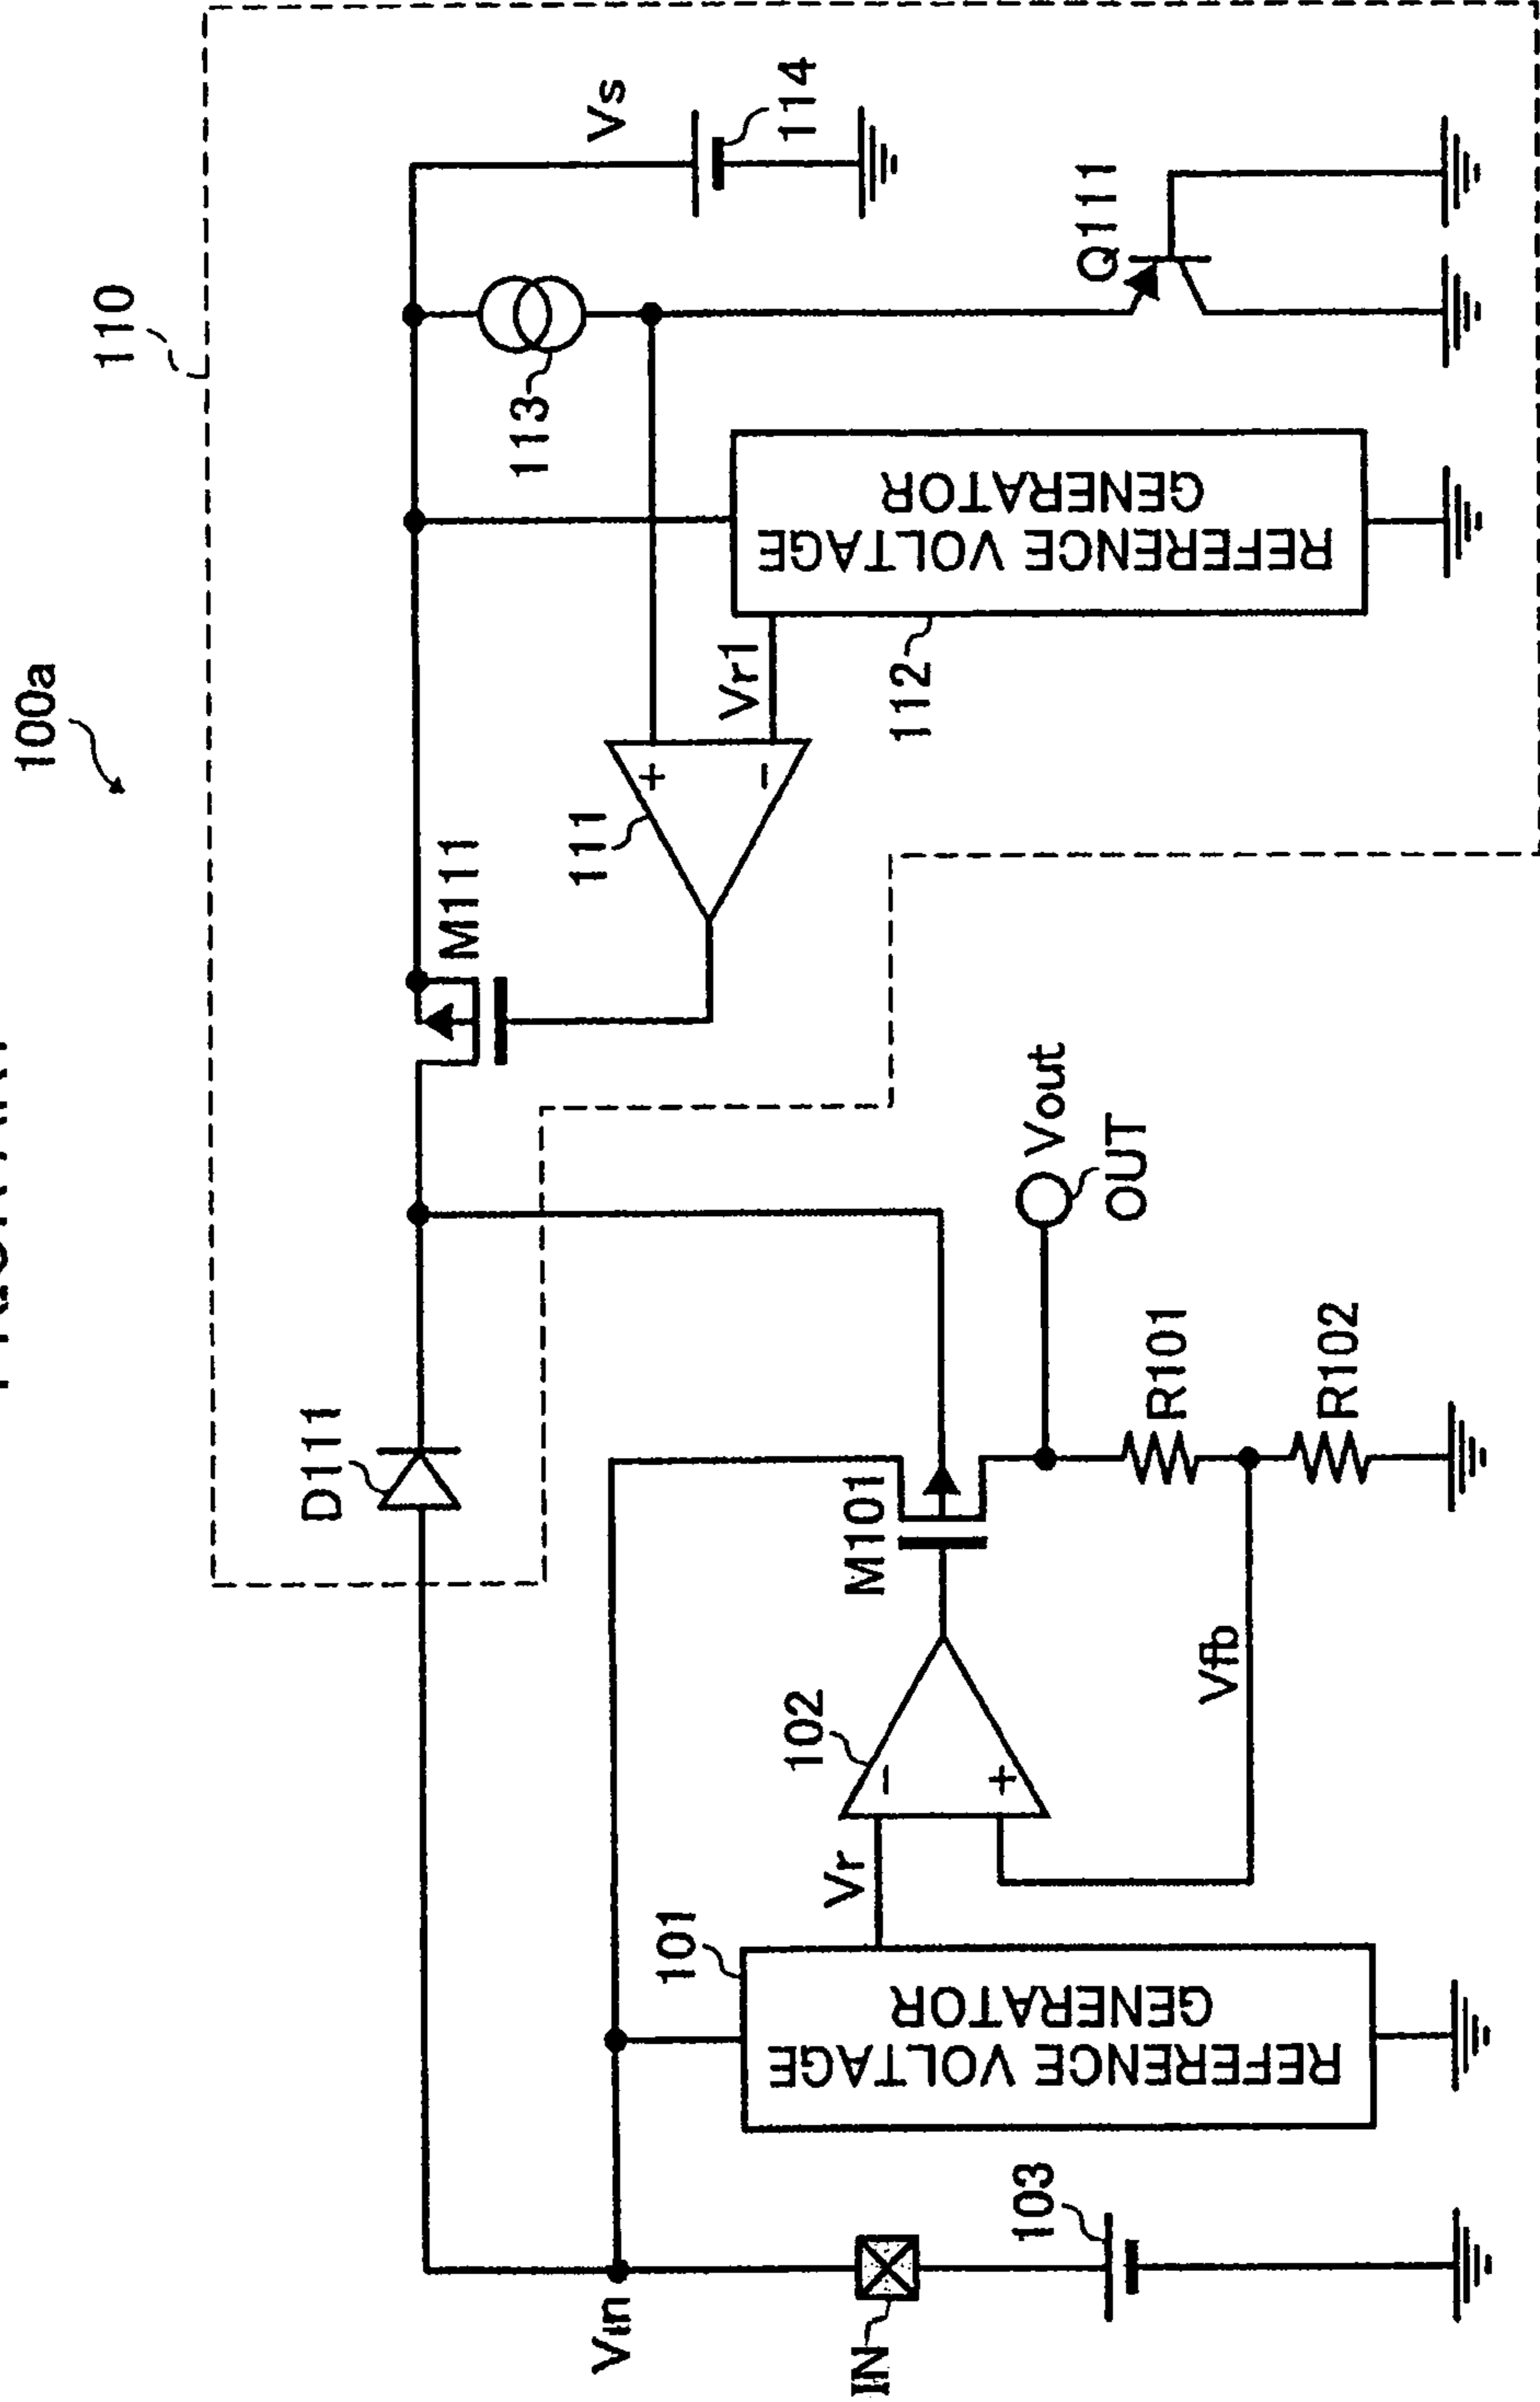 100a
110
D111
M111
111
113
Vs
114
Vr1
112
REFERENCE VOLTAGE
GENERATOR
Q111
Vin
IN
103
101
REFERENCE VOLTAGE
GENERATOR
Vr
102
M101
Vfb
Vout
OUT
R101
R102